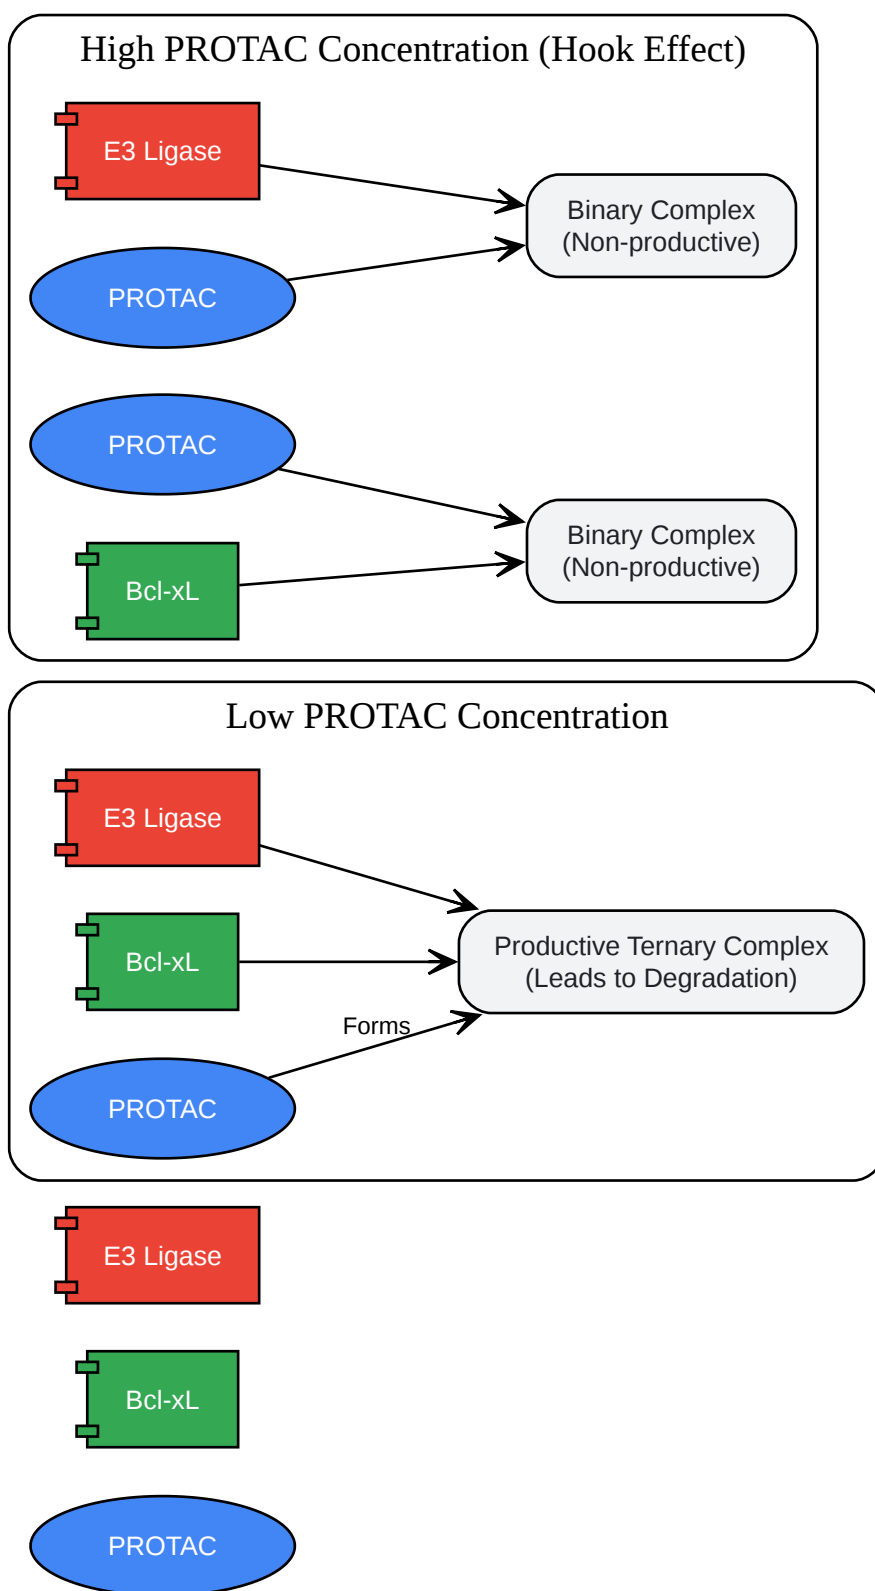 High PROTAC Concentration (Hook Effect)
E3 Ligase
Binary Complex
(Non-productive)
PROTAC
PROTAC
Binary Complex
(Non-productive)
Bcl-xL
Low PROTAC Concentration
E3 Ligase
Bcl-xL
Productive Ternary Complex
(Leads to Degradation)
Forms
PROTAC
E3 Ligase
Bcl-xL
PROTAC